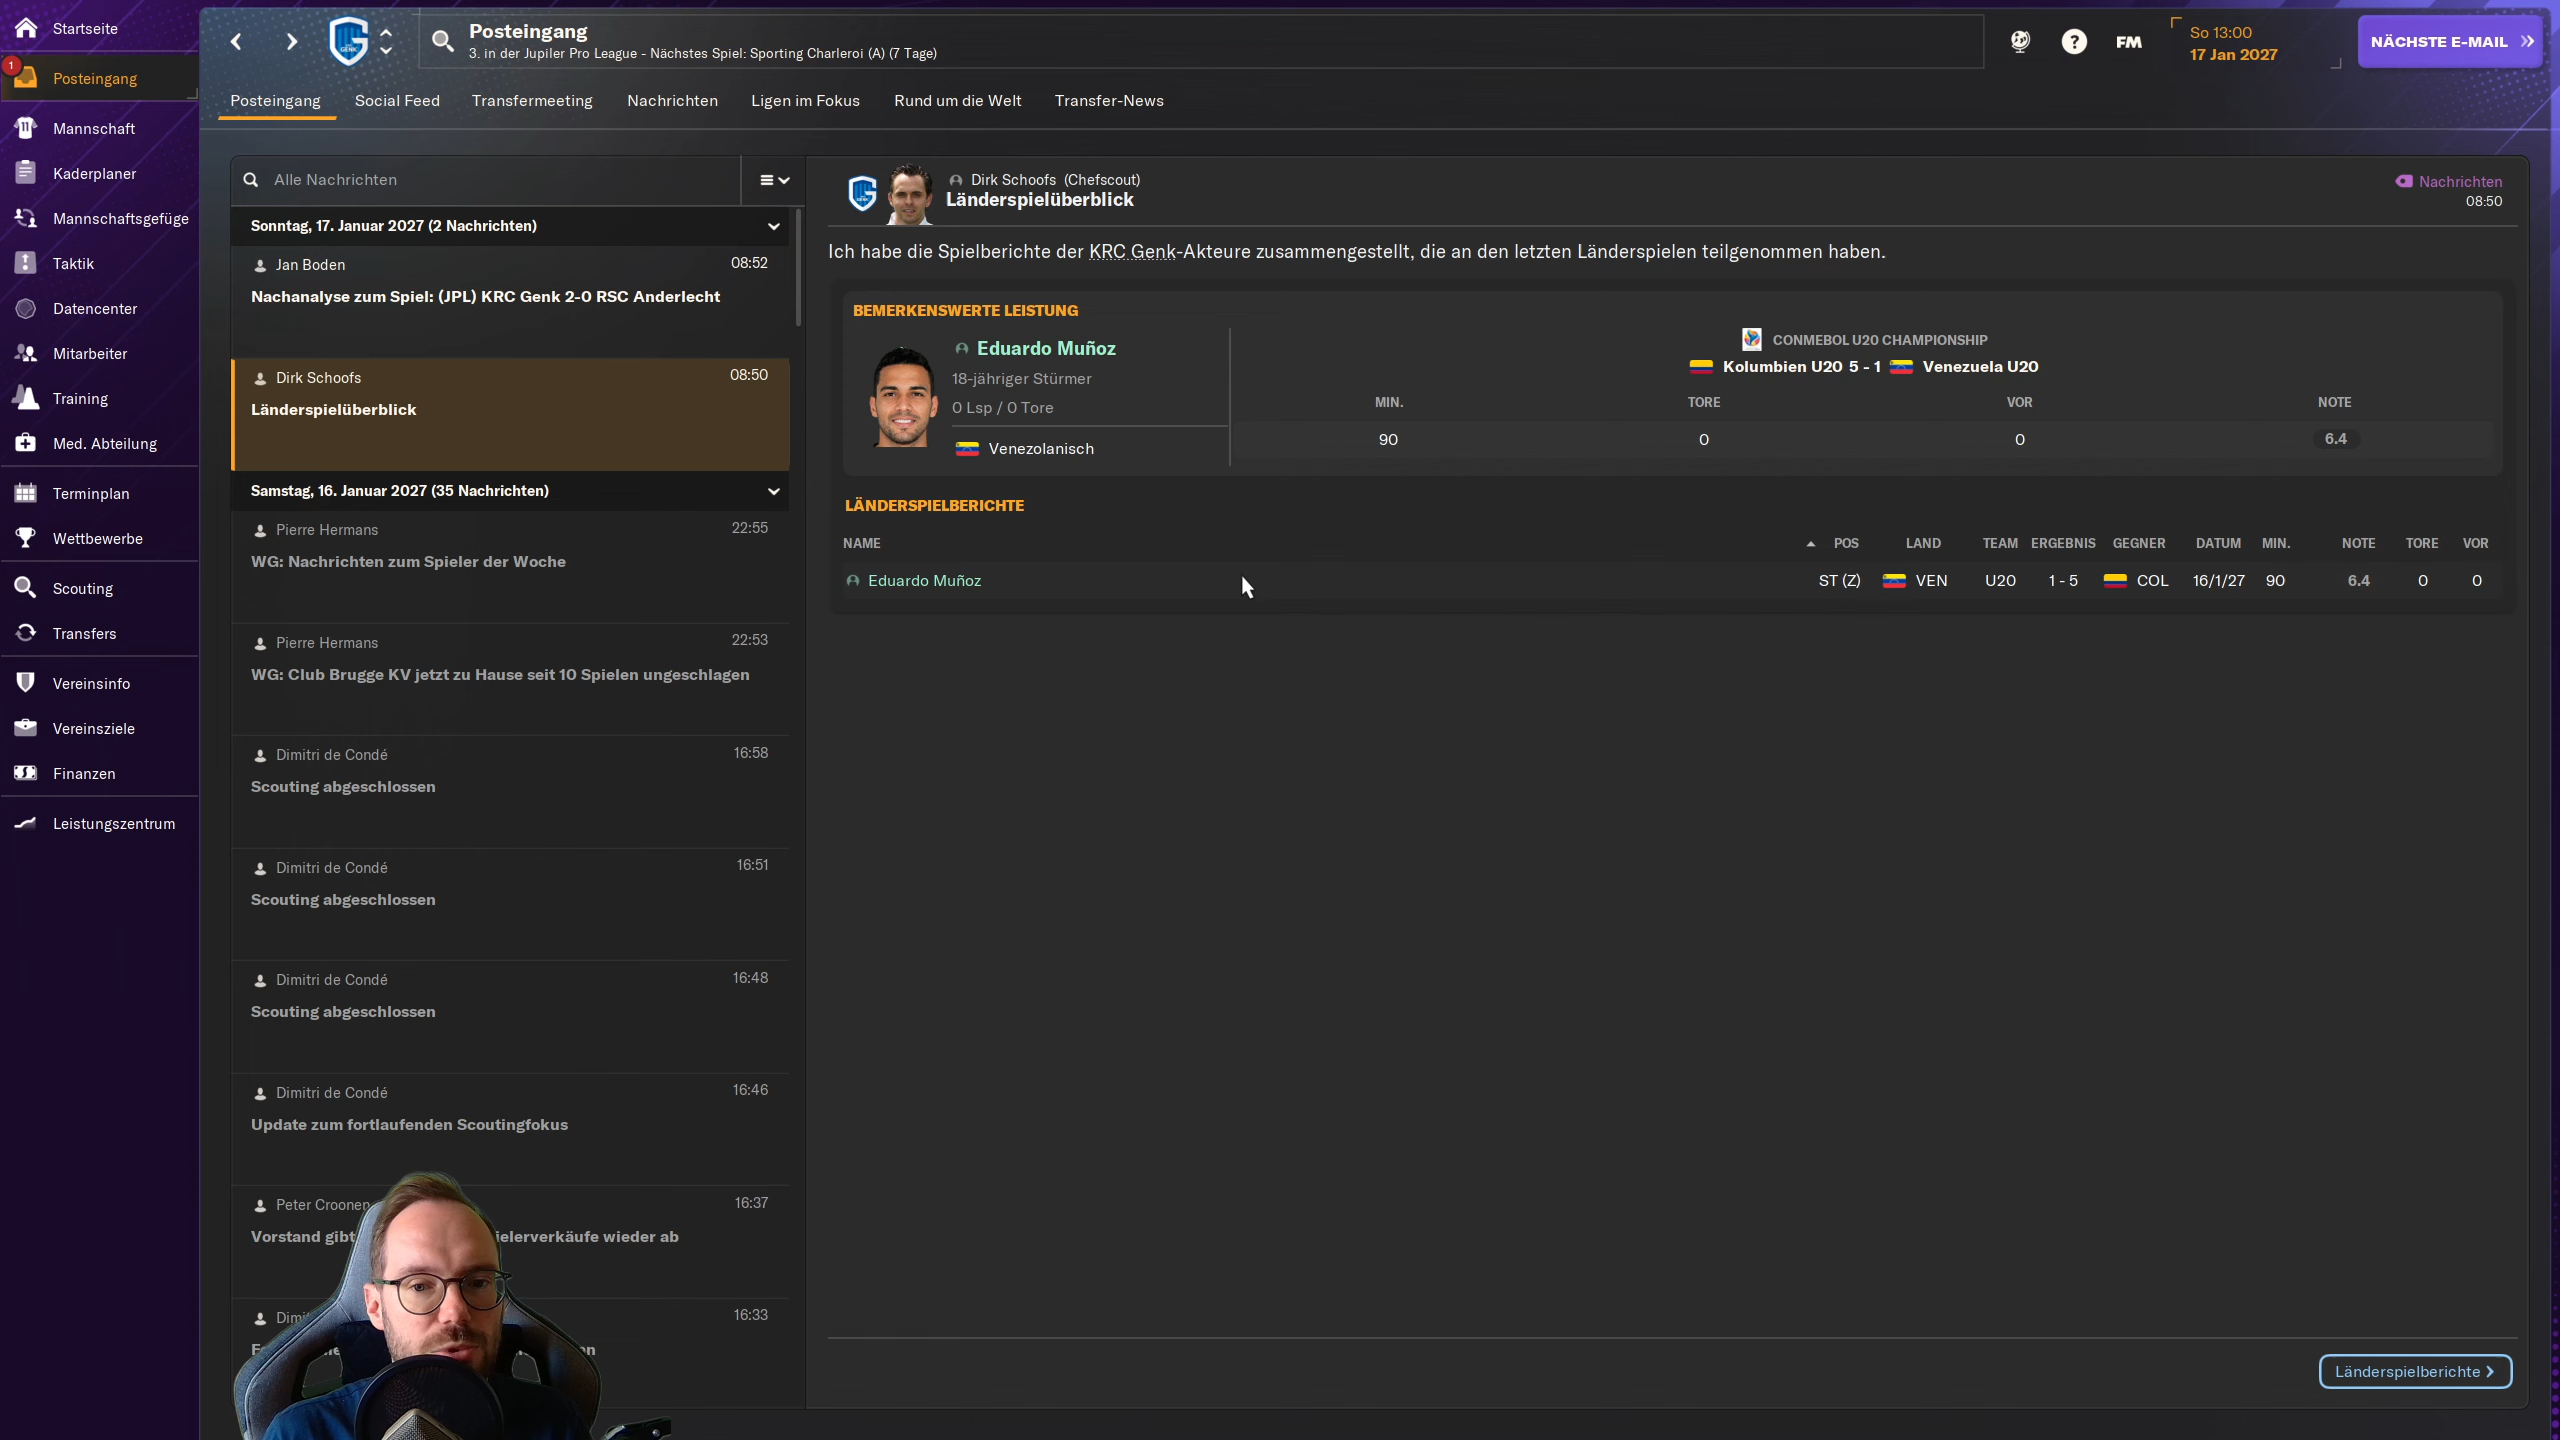 Startseite
1
Posteingang
Mannschaft
Kaderplaner
Mannschaftsgefüge
Taktik
Datencenter
Mitarbeiter
Training
Med. Abteilung
Terminplan
Wettbewerbe
Scouting
Transfers
Vereinsinfo
Vereinsziele
Finanzen
Leistungszentrum
GENK
Posteingang
3. in der Jupiler Pro League - Nächstes Spiel: Sporting Charleroi (A) (7 Tage)
?
FM
So 13:00
17 Jan 2027
NÄCHSTE E-MAIL
Posteingang Social Feed Transfermeeting Nachrichten Ligen im Fokus Rund um die Welt Transfer-News
Alle Nachrichten
Sonntag, 17. Januar 2027 (2 Nachrichten)
Jan Boden 08:52
Nachanalyse zum Spiel: (JPL) KRC Genk 2-0 RSC Anderlecht
Dirk Schoofs 08:50
Länderspielüberblick
Samstag, 16. Januar 2027 (35 Nachrichten)
Pierre Hermans 22:55
WG: Nachrichten zum Spieler der Woche
Pierre Hermans 22:53
WG: Club Brugge KV jetzt zu Hause seit 10 Spielen ungeschlagen
Dimitri de Condé 16:58
Scouting abgeschlossen
Dimitri de Condé 16:51
Scouting abgeschlossen
Dimitri de Condé 16:48
Scouting abgeschlossen
Dimitri de Condé 16:46
Update zum fortlaufenden Scoutingfokus
Peter Croonen 16:37
Vorstand gibt ielerverkäufe wieder ab
Dimi 16:33
Dirk Schoofs (Chefscout)
Länderspielüberblick
Nachrichten
08:50
Ich habe die Spielberichte der KRC Genk-Akteure zusammengestellt, die an den letzten Länderspielen teilgenommen haben.
BEMERKENSWERTE LEISTUNG
Eduardo Muñoz
18-jähriger Stürmer
0 Lsp / 0 Tore
Venezolanisch
CONMEBOL U20 CHAMPIONSHIP
Kolumbien U20 5 - 1 Venezuela U20
MIN. TORE VOR NOTE
90 0 0 6.4
LÄNDERSPIELBERICHTE
NAME POS LAND TEAM ERGEBNIS GEGNER DATUM MIN. NOTE TORE VOR
Eduardo Muñoz ST (Z) VEN U20 1 - 5 COL 16/1/27 90 6.4 0 0
Länderspielberichte